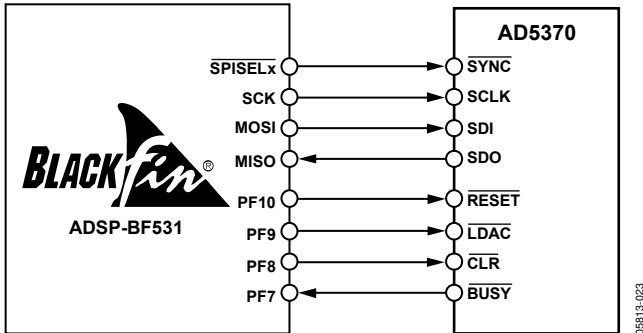 AD5370
SPISELx SYNC
SCK SCLK
MOSI SDI
MISO SDO
BLACKfin®
ADSP-BF531
PF10 RESET
PF9 LDAC
PF8 CLR
PF7 BUSY
05813-023